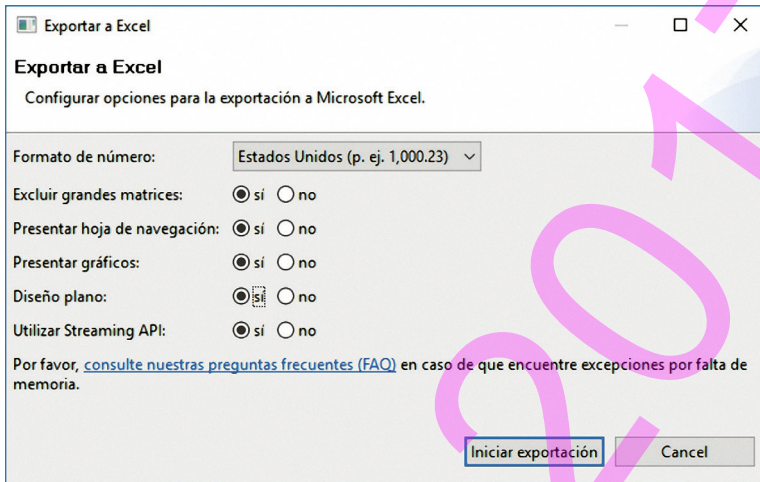 Exportar a Excel
Exportar a Excel
Configurar opciones para la exportación a Microsoft Excel.
Formato de número: Estados Unidos (p. ej. 1,000.23)
Excluir grandes matrices: sí no
Presentar hoja de navegación: sí no
Presentar gráficos: sí no
Diseño plano: sí no
Utilizar Streaming API: sí no
Por favor, consulte nuestras preguntas frecuentes (FAQ) en caso de que encuentre excepciones por falta de
memoria.
Iniciar exportación Cancel
201